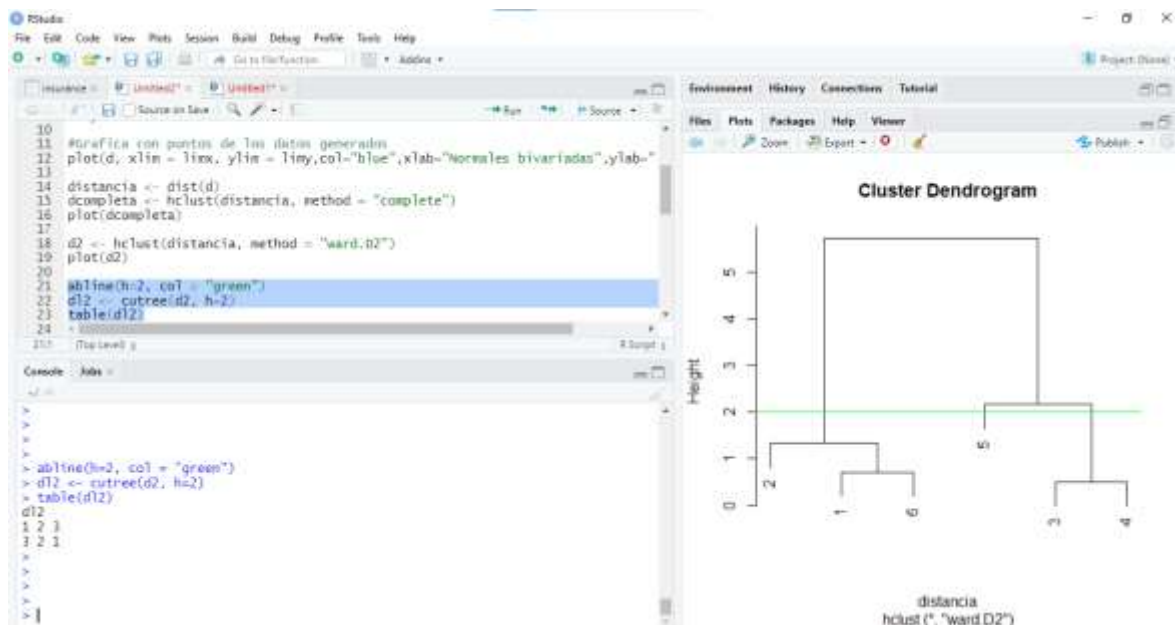 RStudio
File Edit Code View Plots Session Build Debug Profile Tools Help
Go to file/function Addins Project: (None)
insurance Untitled2* Untitled1*
Source on Save Run Source
10
11 #Grafica con puntos de los datos generados
12 plot(d, xlim = limx, ylim = limy,col="blue",xlab="Normales bivariadas",ylab="
13
14 distancia <- dist(d)
15 dcompleta <- hclust(distancia, method = "complete")
16 plot(dcompleta)
17
18 d2 <- hclust(distancia, method = "ward.D2")
19 plot(d2)
20
21 abline(h=2, col = "green")
22 dl2 <- cutree(d2, h=2)
23 table(dl2)
24
(Top Level) R Script
Console Jobs
>
>
>
>
> abline(h=2, col = "green")
> dl2 <- cutree(d2, h=2)
> table(dl2)
dl2
1 2 3
3 2 1
>
>
>
>
>
Environment History Connections Tutorial
Files Plots Packages Help Viewer
Zoom Export Publish
Cluster Dendrogram
Height
5
4
3
2
1
0
2
1
6
5
3
4
distancia
hclust (*, "ward.D2")